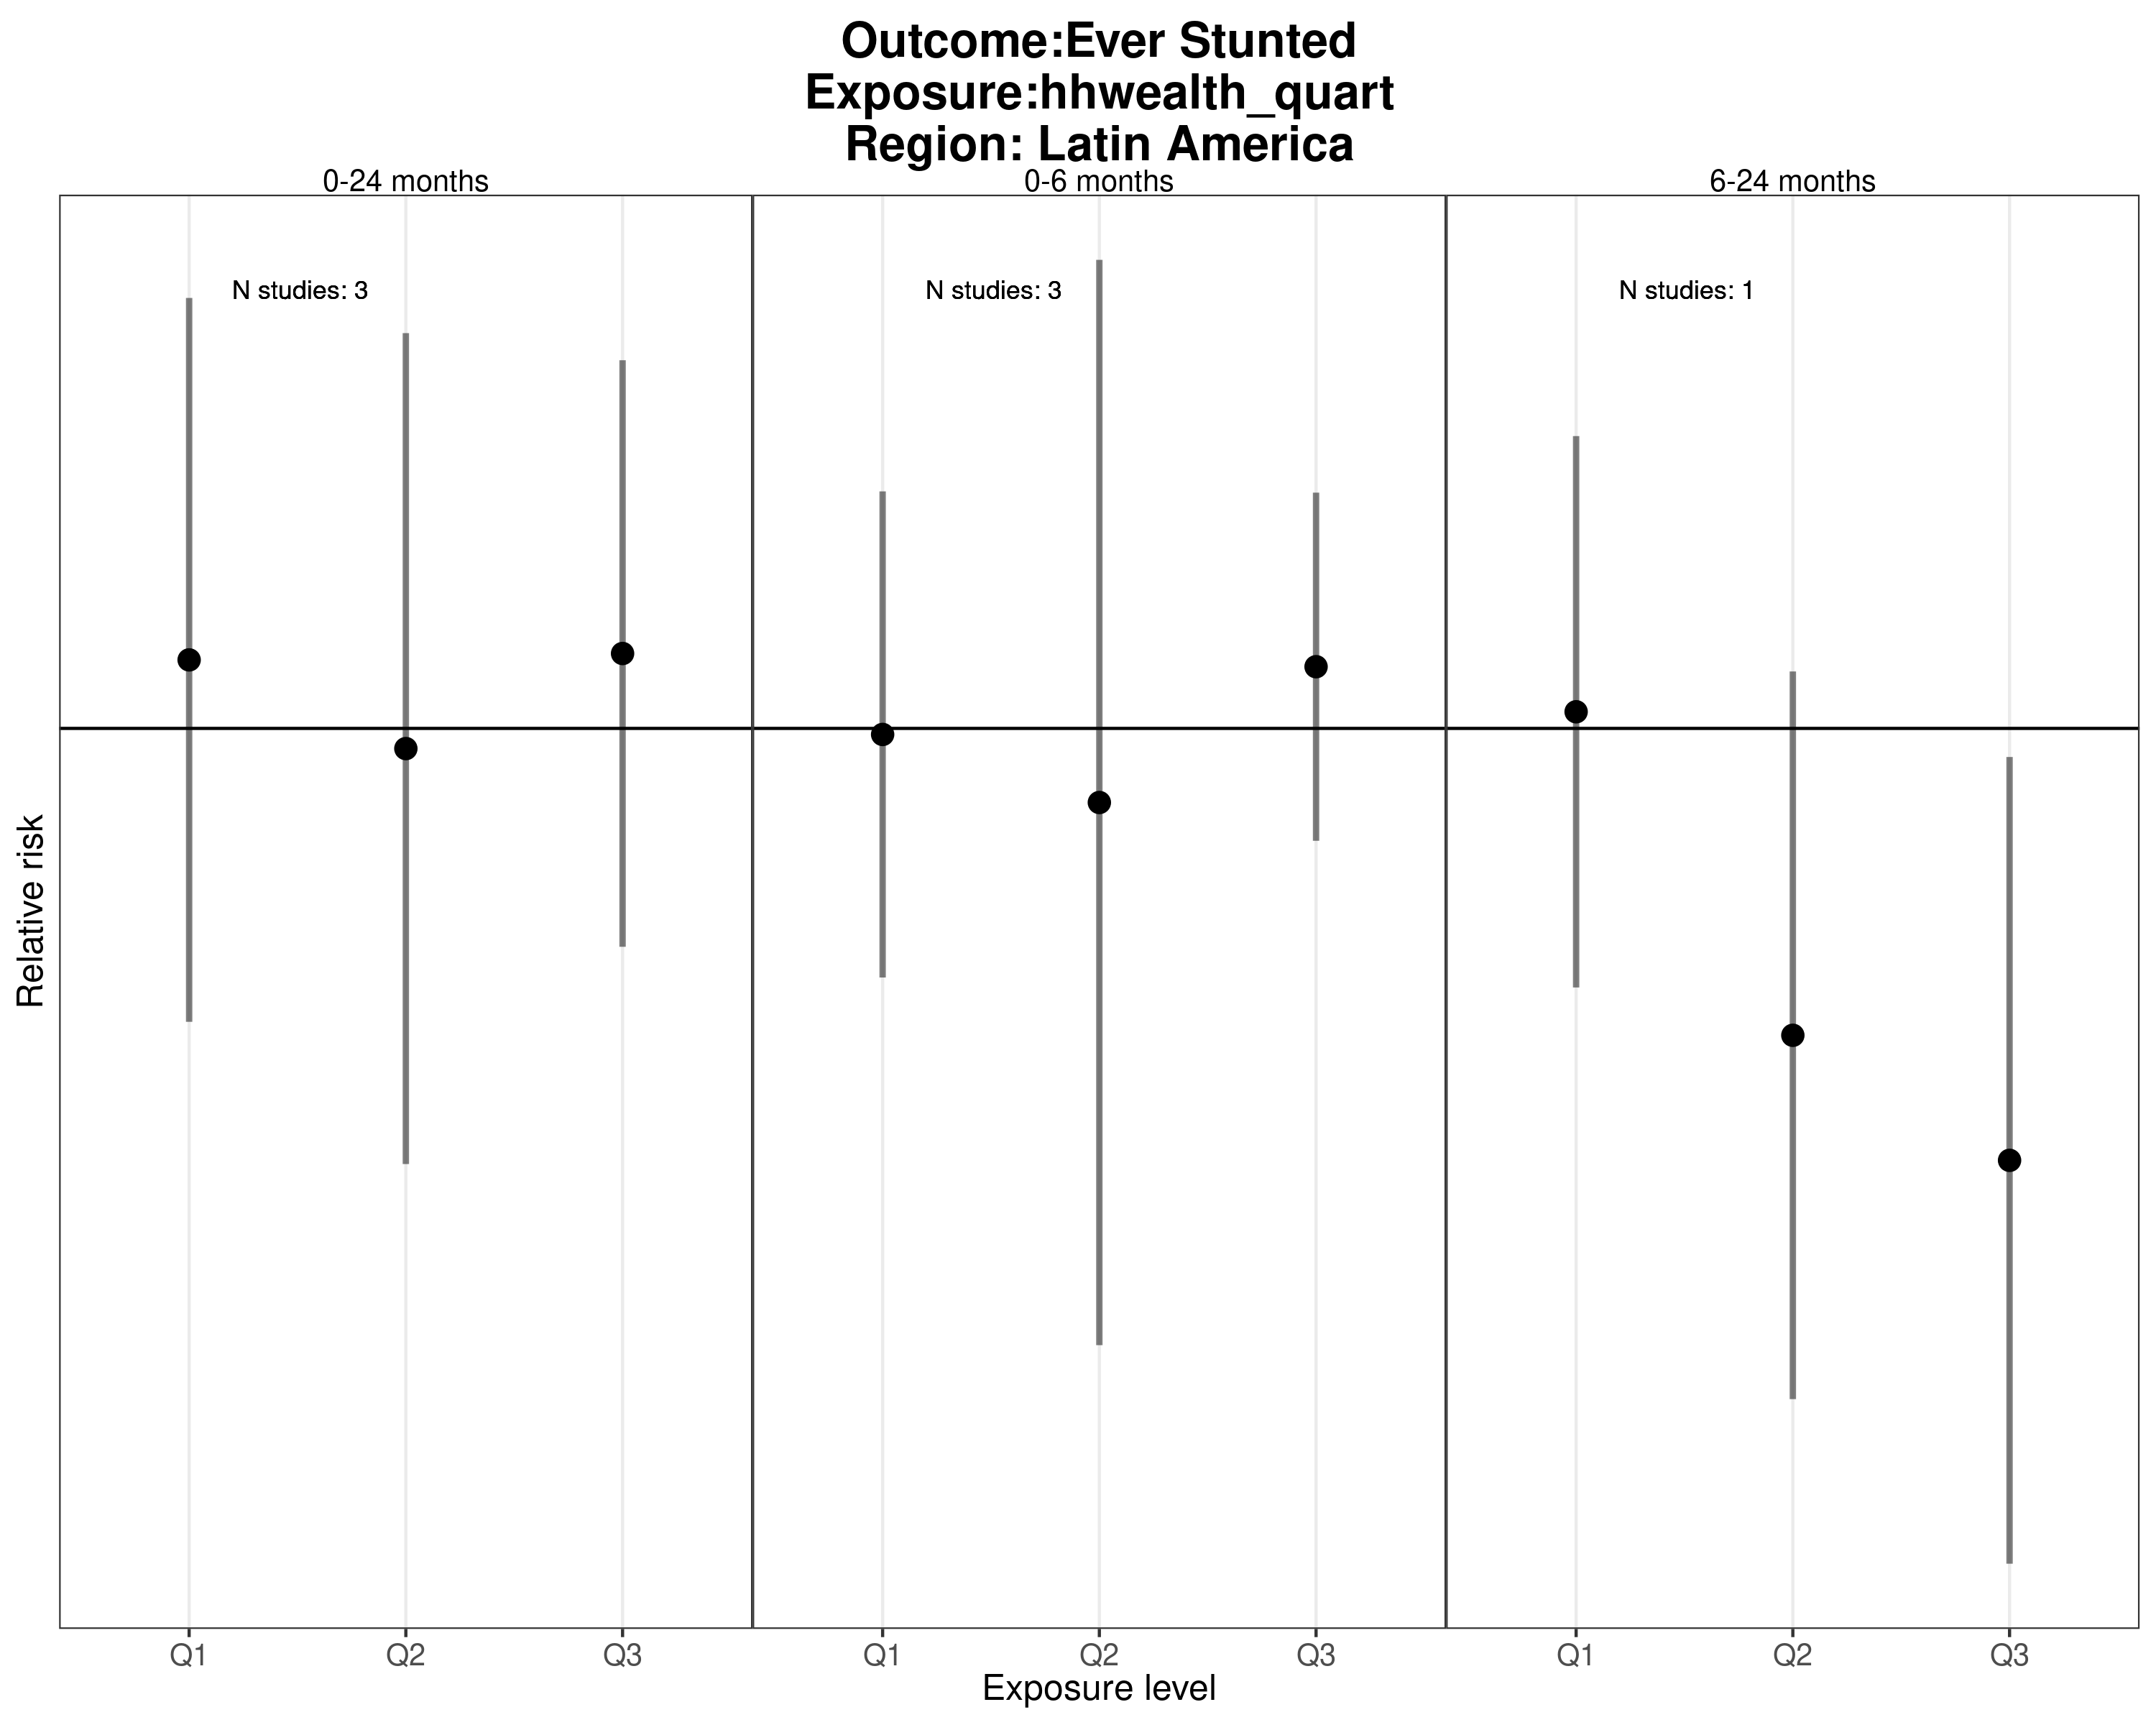 Outcome:Ever Stunted
Exposure:hhwealth_quart
Region: Latin America
0-24 months
0-6 months
6-24 months
N studies: 3
N studies: 3
N studies: 1
Relative risk
Q1
Q2
Q3
Q1
Q2
Q3
Q1
Q2
Q3
Exposure level